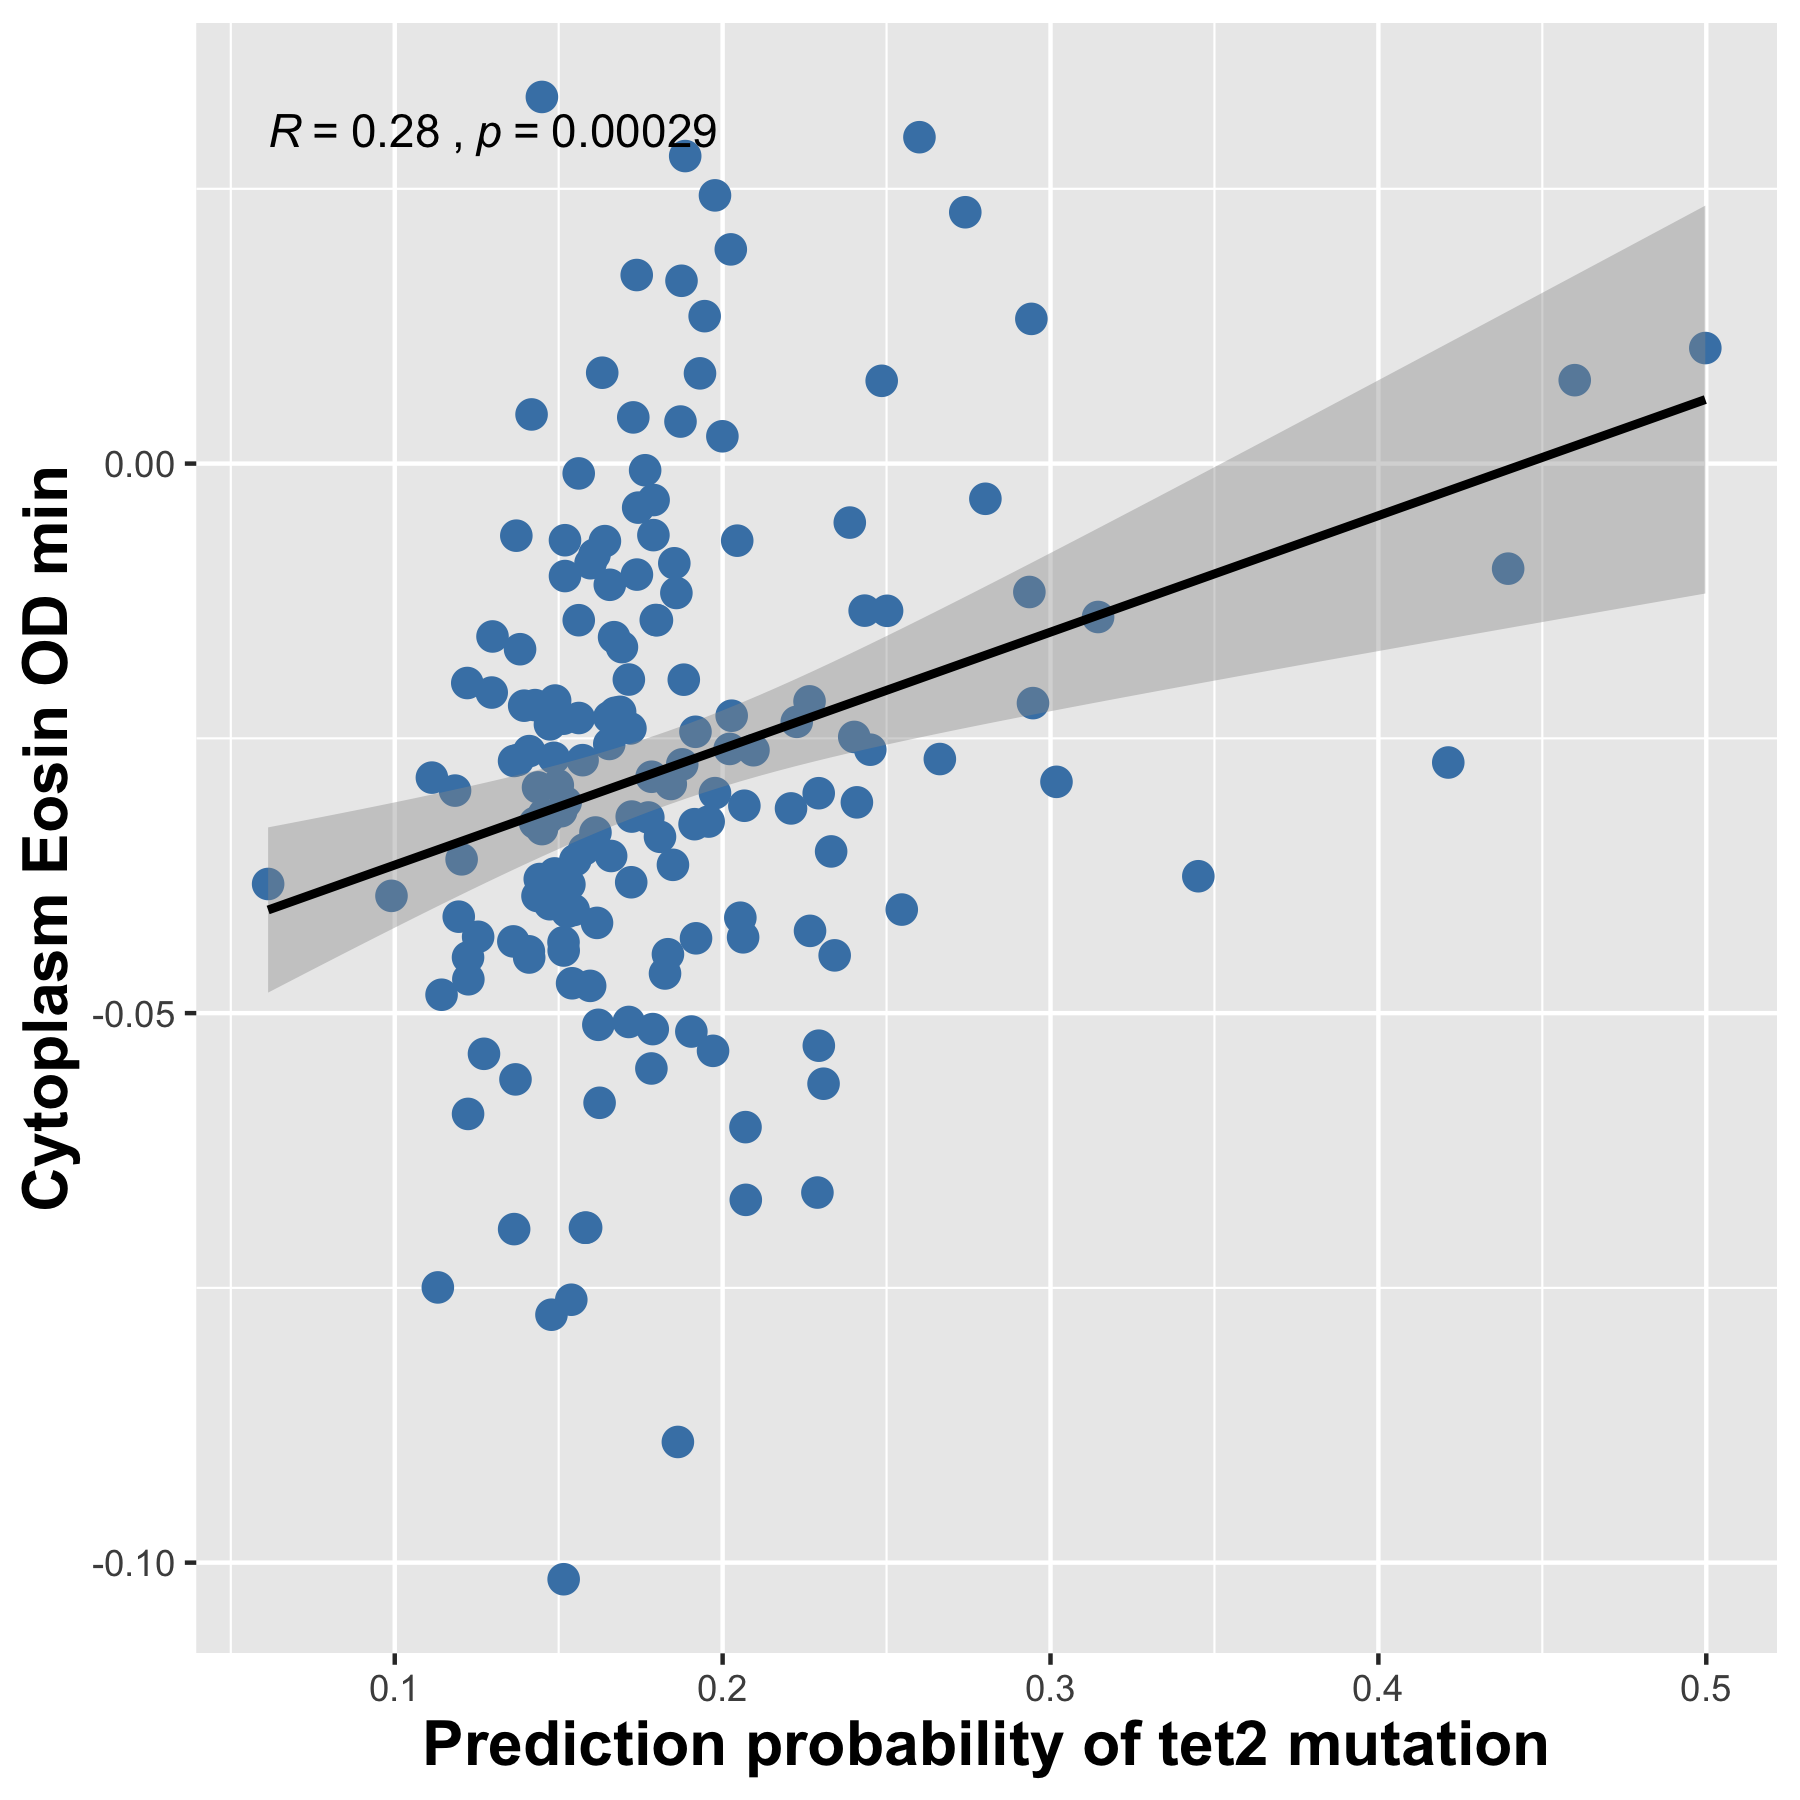 R = 0.28 , p = 0.00029
Cytoplasm Eosin OD min
0.00
-0.05
-0.10
0.1 0.2 0.3 0.4 0.5
Prediction probability of tet2 mutation